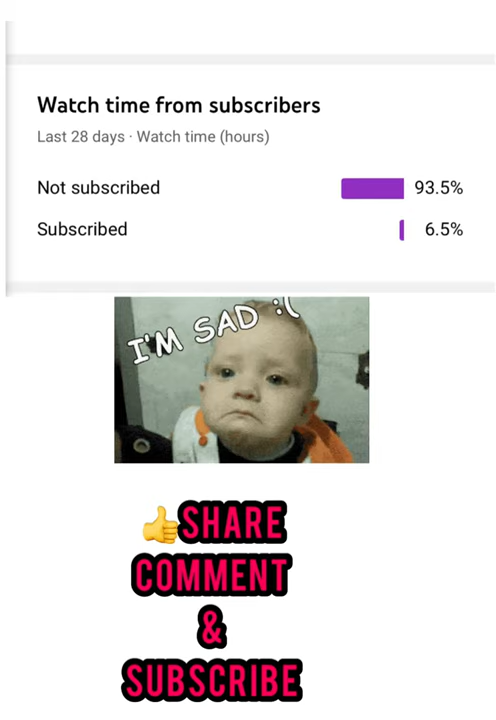 Watch time from subscribers
Last 28 days · Watch time (hours)
Not subscribed 93.5%
Subscribed 6.5%
I'M SAD :(
👍SHARE
COMMENT
&
SUBSCRIBE